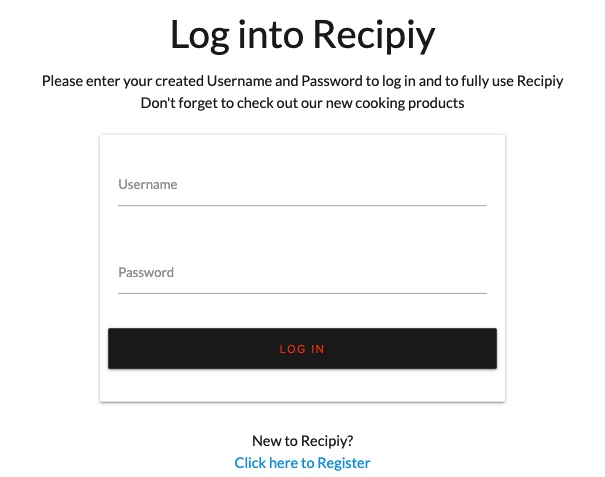 Log into Recipiy
Please enter your created Username and Password to log in and to fully use Recipiy
Don't forget to check out our new cooking products
Username
Password
LOG IN
New to Recipiy?
Click here to Register